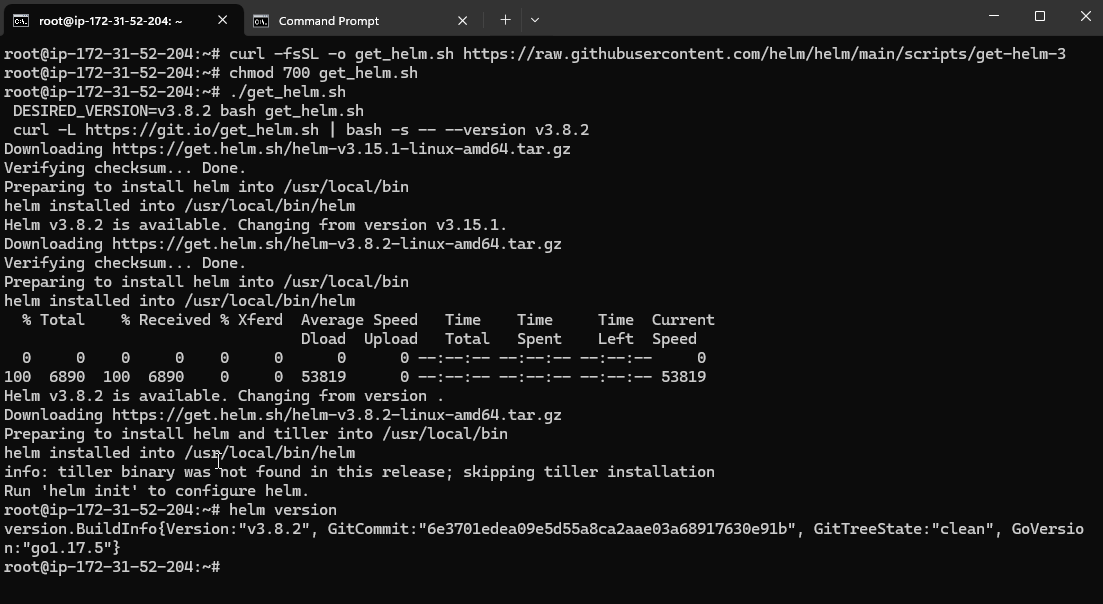 root@ip-172-31-52-204: ~
Command Prompt
root@ip-172-31-52-204:~# curl -fsSL -o get_helm.sh https://raw.githubusercontent.com/helm/helm/main/scripts/get-helm-3
root@ip-172-31-52-204:~# chmod 700 get_helm.sh
root@ip-172-31-52-204:~# ./get_helm.sh
 DESIRED_VERSION=v3.8.2 bash get_helm.sh
 curl -L https://git.io/get_helm.sh | bash -s -- --version v3.8.2
Downloading https://get.helm.sh/helm-v3.15.1-linux-amd64.tar.gz
Verifying checksum... Done.
Preparing to install helm into /usr/local/bin
helm installed into /usr/local/bin/helm
Helm v3.8.2 is available. Changing from version v3.15.1.
Downloading https://get.helm.sh/helm-v3.8.2-linux-amd64.tar.gz
Verifying checksum... Done.
Preparing to install helm into /usr/local/bin
helm installed into /usr/local/bin/helm
  % Total    % Received % Xferd  Average Speed   Time    Time     Time  Current
                                 Dload  Upload   Total   Spent    Left  Speed
  0     0    0     0    0     0      0      0 --:--:-- --:--:-- --:--:--     0
100  6890  100  6890    0     0  53819      0 --:--:-- --:--:-- --:--:-- 53819
Helm v3.8.2 is available. Changing from version .
Downloading https://get.helm.sh/helm-v3.8.2-linux-amd64.tar.gz
Preparing to install helm and tiller into /usr/local/bin
helm installed into /usr/local/bin/helm
info: tiller binary was not found in this release; skipping tiller installation
Run 'helm init' to configure helm.
root@ip-172-31-52-204:~# helm version
version.BuildInfo{Version:"v3.8.2", GitCommit:"6e3701edea09e5d55a8ca2aae03a68917630e91b", GitTreeState:"clean", GoVersio
n:"go1.17.5"}
root@ip-172-31-52-204:~#